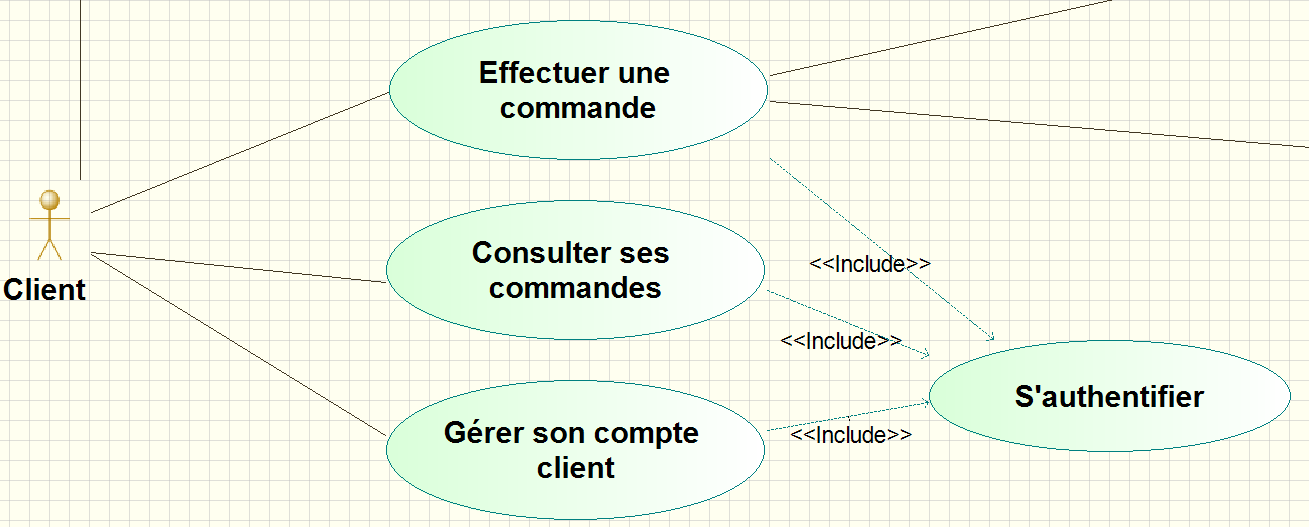 Effectuer une
commande
Client
Consulter ses
commandes
<<Include>>
<<Include>>
S'authentifier
Gérer son compte
client
<<Include>>